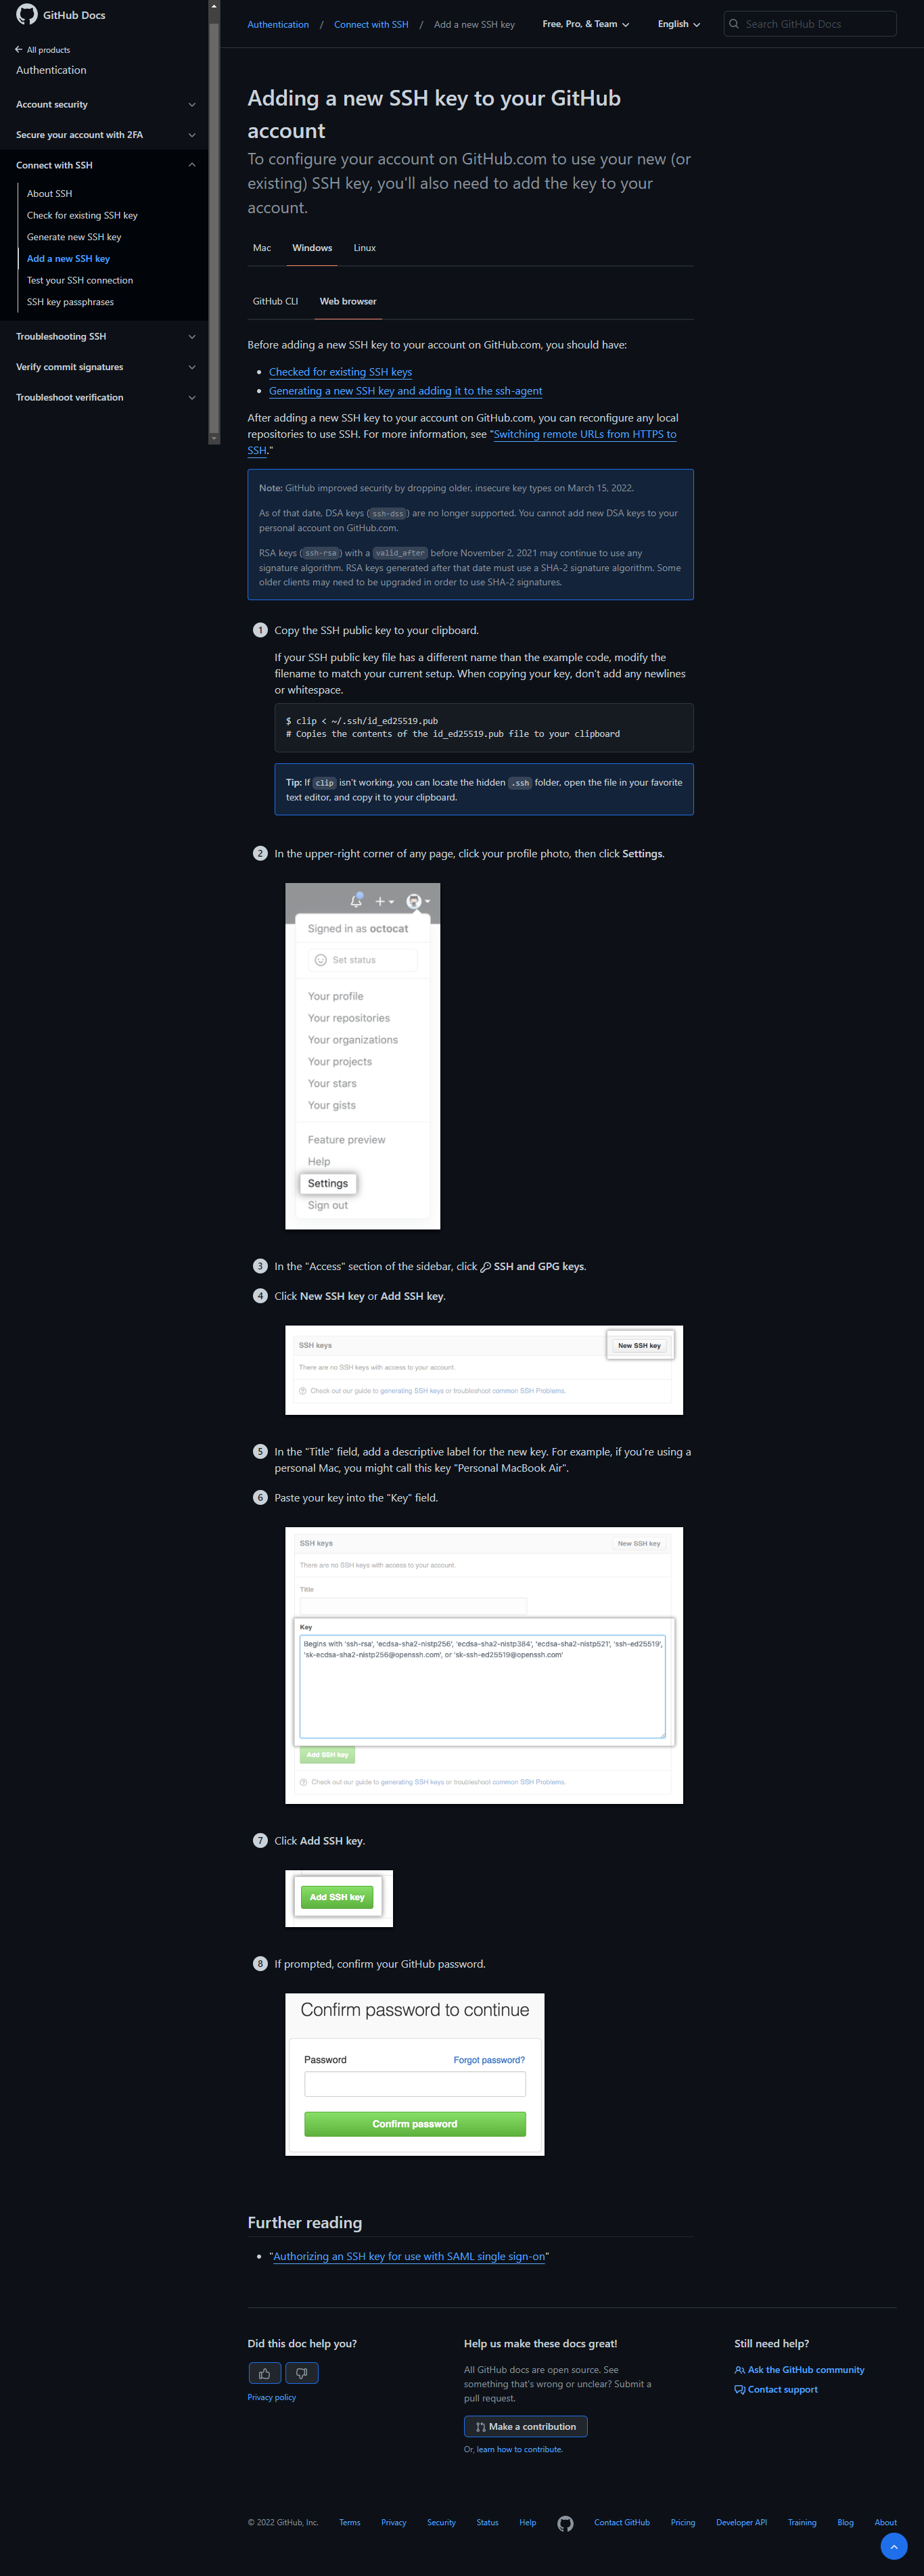 GitHub Docs
All products
Authentication
Account security
Secure your account with 2FA
Connect with SSH
About SSH
Check for existing SSH key
Generate new SSH key
Add a new SSH key
Test your SSH connection
SSH key passphrases
Troubleshooting SSH
Verify commit signatures
Troubleshoot verification
Authentication / Connect with SSH / Add a new SSH key
Free, Pro, & Team
English
Search GitHub Docs
Adding a new SSH key to your GitHub
account
To configure your account on GitHub.com to use your new (or
existing) SSH key, you'll also need to add the key to your
account.
Mac Windows Linux
GitHub CLI Web browser
Before adding a new SSH key to your account on GitHub.com, you should have:
• Checked for existing SSH keys
• Generating a new SSH key and adding it to the ssh-agent
After adding a new SSH key to your account on GitHub.com, you can reconfigure any local
repositories to use SSH. For more information, see "Switching remote URLs from HTTPS to
SSH."
Note: GitHub improved security by dropping older, insecure key types on March 15, 2022.
As of that date, DSA keys (ssh-dss) are no longer supported. You cannot add new DSA keys to your
personal account on GitHub.com.
RSA keys (ssh-rsa) with a valid_after before November 2, 2021 may continue to use any
signature algorithm. RSA keys generated after that date must use a SHA-2 signature algorithm. Some
older clients may need to be upgraded in order to use SHA-2 signatures.
1 Copy the SSH public key to your clipboard.
If your SSH public key file has a different name than the example code, modify the
filename to match your current setup. When copying your key, don't add any newlines
or whitespace.
$ clip < ~/.ssh/id_ed25519.pub
# Copies the contents of the id_ed25519.pub file to your clipboard
Tip: If clip isn't working, you can locate the hidden .ssh folder, open the file in your favorite
text editor, and copy it to your clipboard.
2 In the upper-right corner of any page, click your profile photo, then click Settings.
Signed in as octocat
Set status
Your profile
Your repositories
Your organizations
Your projects
Your stars
Your gists
Feature preview
Help
Settings
Sign out
3 In the "Access" section of the sidebar, click SSH and GPG keys.
4 Click New SSH key or Add SSH key.
SSH keys
New SSH key
There are no SSH keys with access to your account.
Check out our guide to generating SSH keys or troubleshoot common SSH Problems.
5 In the "Title" field, add a descriptive label for the new key. For example, if you're using a
personal Mac, you might call this key "Personal MacBook Air".
6 Paste your key into the "Key" field.
SSH keys
New SSH key
There are no SSH keys with access to your account.
Title
Key
Begins with 'ssh-rsa', 'ecdsa-sha2-nistp256', 'ecdsa-sha2-nistp384', 'ecdsa-sha2-nistp521', 'ssh-ed25519',
'sk-ecdsa-sha2-nistp256@openssh.com', or 'sk-ssh-ed25519@openssh.com'
Add SSH key
Check out our guide to generating SSH keys or troubleshoot common SSH Problems.
7 Click Add SSH key.
Add SSH key
8 If prompted, confirm your GitHub password.
Confirm password to continue
Password
Forgot password?
Confirm password
Further reading
• "Authorizing an SSH key for use with SAML single sign-on"
Did this doc help you?
Privacy policy
Help us make these docs great!
All GitHub docs are open source. See
something that's wrong or unclear? Submit a
pull request.
Make a contribution
Or, learn how to contribute.
Still need help?
Ask the GitHub community
Contact support
© 2022 GitHub, Inc. Terms Privacy Security Status Help Contact GitHub Pricing Developer API Training Blog About